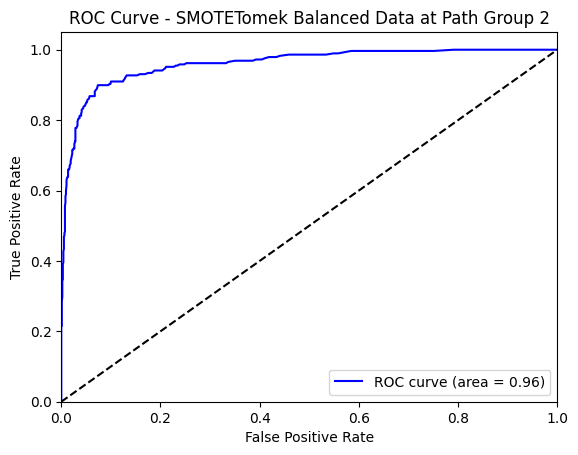 ROC Curve - SMOTETomek Balanced Data at Path Group 2
True Positive Rate
1.0
0.8
0.6
0.4
0.2
0.0
ROC curve (area = 0.96)
0.0 0.2 0.4 0.6 0.8 1.0
False Positive Rate